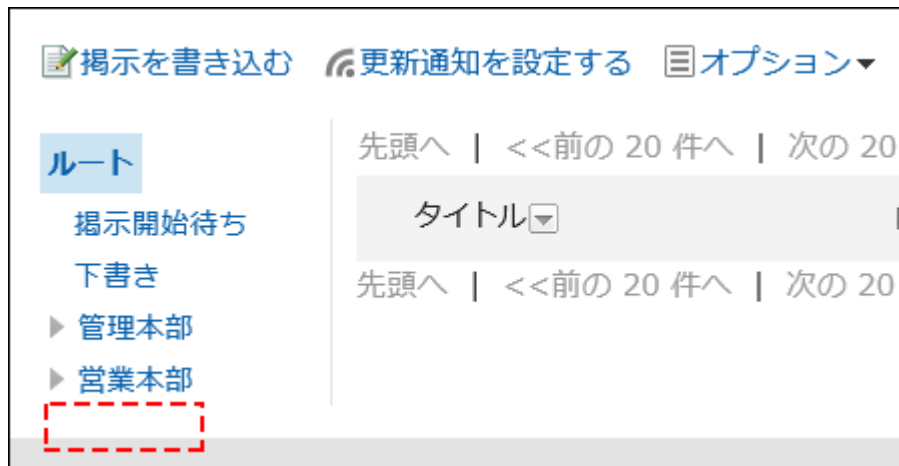 掲示を書き込む 更新通知を設定する オプション▼
ルート
掲示開始待ち
下書き
管理本部
営業本部
先頭へ | <<前の 20 件へ | 次の 20
タイトル
先頭へ | <<前の 20 件へ | 次の 20